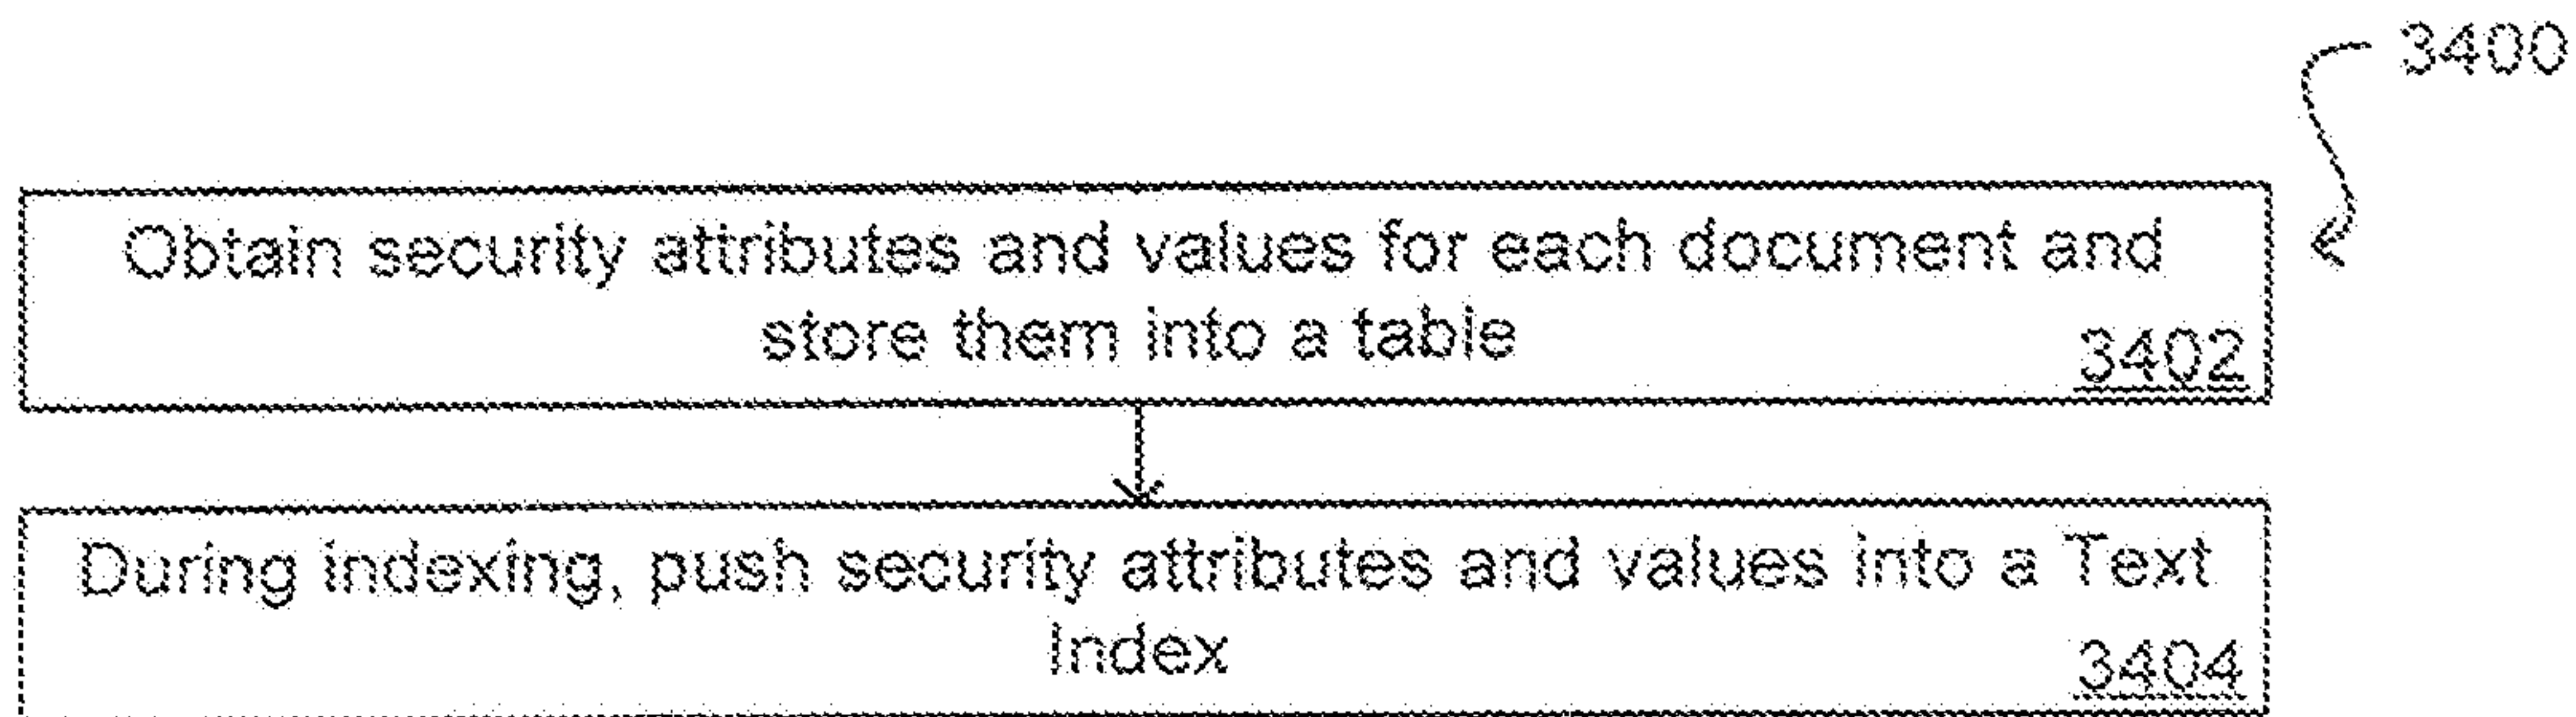 3400
Obtain security attributes and values for each document and
store them into a table
3402
During indexing, push security attributes and values into a Text
Index
3404